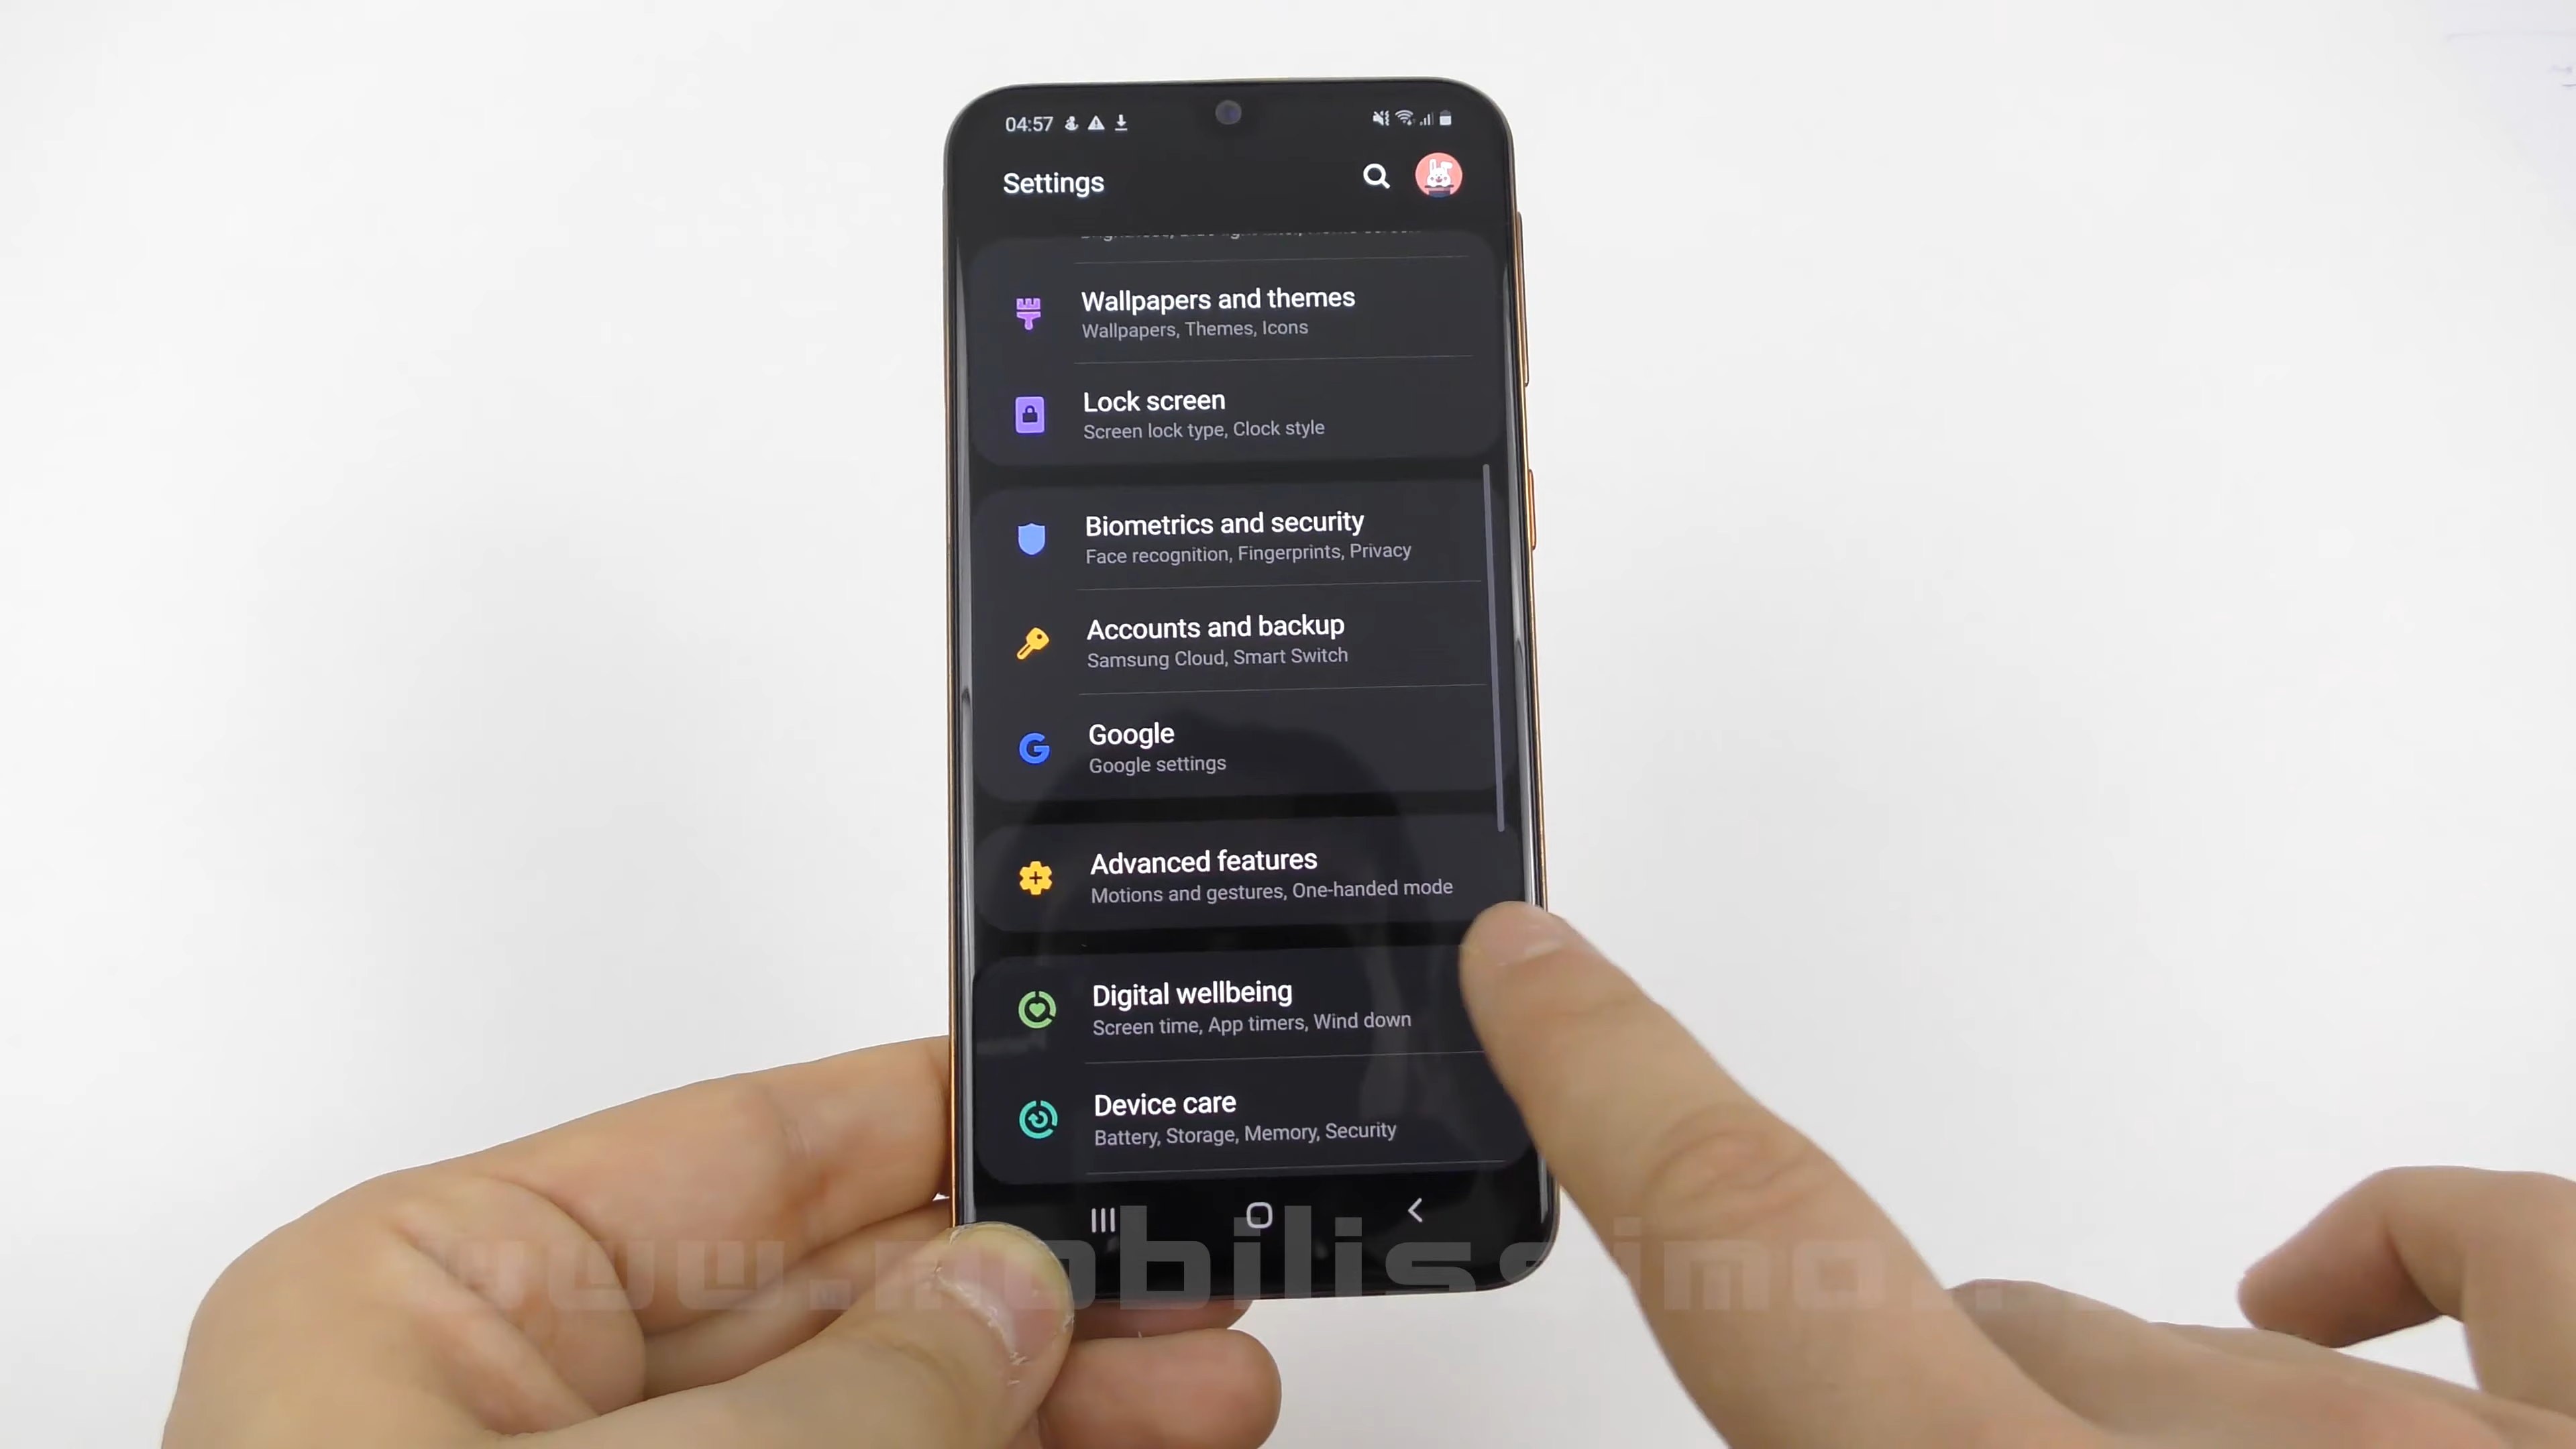 04:57
Settings
Wallpapers and themes
Wallpapers, Themes, Icons
Lock screen
Screen lock type, Clock style
Biometrics and security
Face recognition, Fingerprints, Privacy
Accounts and backup
Samsung Cloud, Smart Switch
Google
Google settings
Advanced features
Motions and gestures, One-handed mode
Digital wellbeing
Screen time, App timers, Wind down
Device care
Battery, Storage, Memory, Security
www.mobilissimo.